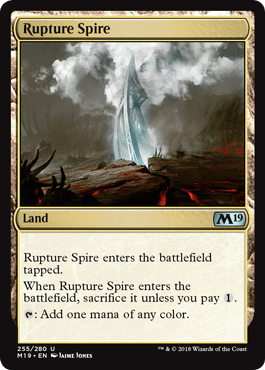 Rupture Spire
Land
M19
Rupture Spire enters the battlefield
tapped.
When Rupture Spire enters the
battlefield, sacrifice it unless you pay 1.
: Add one mana of any color.
255/280 U
M19 • EN Jaime Jones
™ & © 2018 Wizards of the Coast